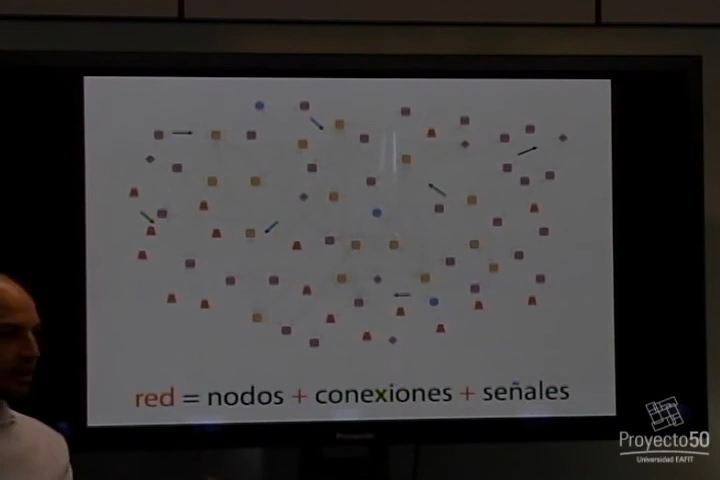 red = nodos + conexiones + señales
Proyecto50
Universidad EAFIT